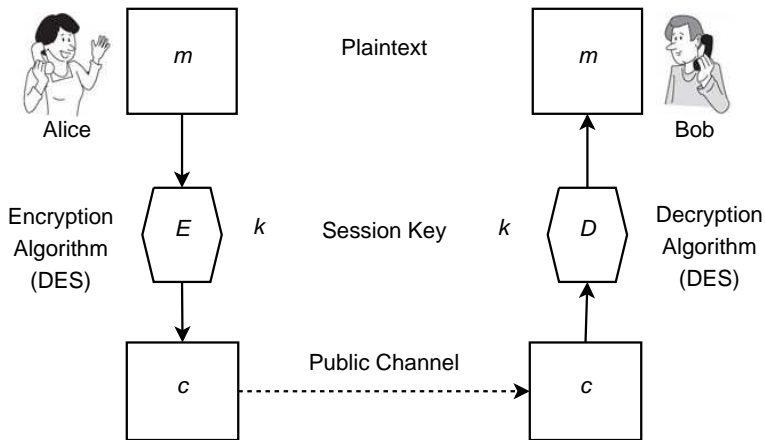 m
Plaintext
m
Alice
Bob
Encryption
Algorithm
(DES)
E
k
Session Key
k
D
Decryption
Algorithm
(DES)
Public Channel
c
c